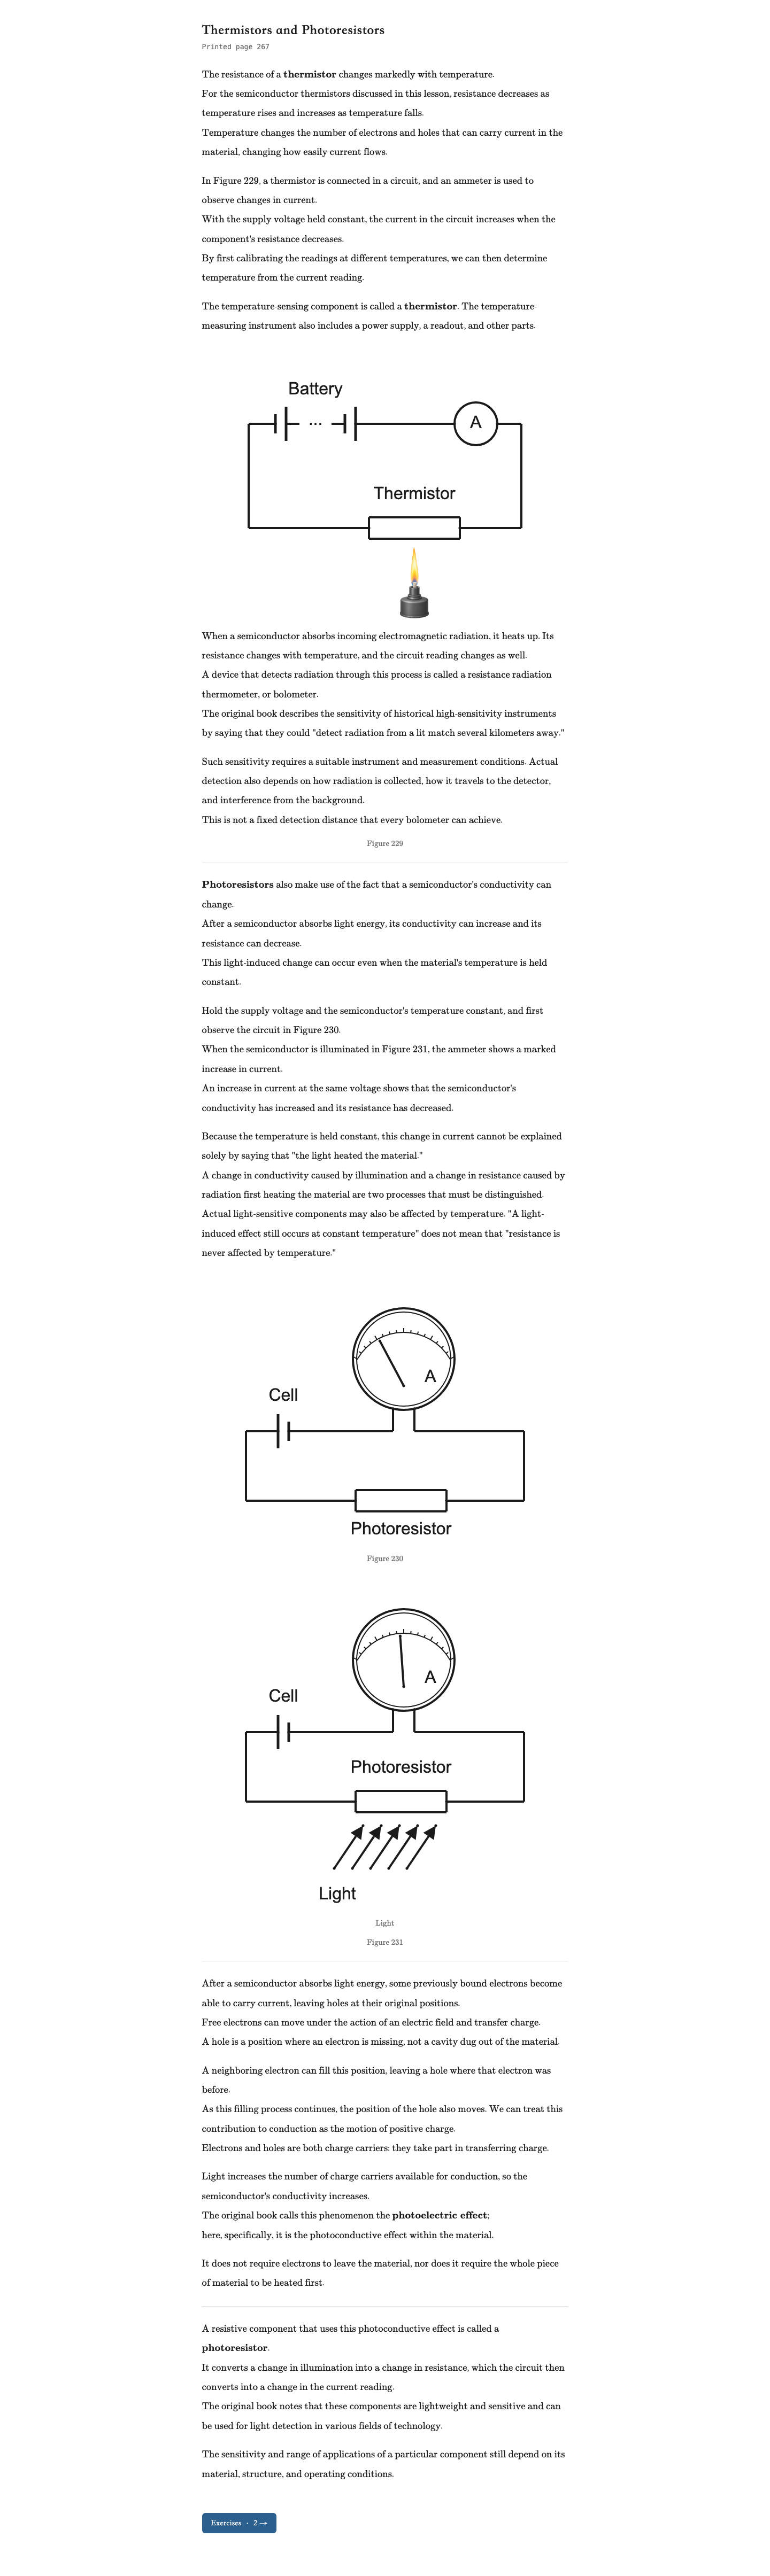 Thermistors and Photoresistors
Printed page 267
The resistance of a thermistor changes markedly with temperature.
For the semiconductor thermistors discussed in this lesson, resistance decreases as
temperature rises and increases as temperature falls.
Temperature changes the number of electrons and holes that can carry current in the
material, changing how easily current flows.
In Figure 229, a thermistor is connected in a circuit, and an ammeter is used to
observe changes in current.
With the supply voltage held constant, the current in the circuit increases when the
component's resistance decreases.
By first calibrating the readings at different temperatures, we can then determine
temperature from the current reading.
The temperature-sensing component is called a thermistor. The temperature-
measuring instrument also includes a power supply, a readout, and other parts.
Battery
...
A
Thermistor
When a semiconductor absorbs incoming electromagnetic radiation, it heats up. Its
resistance changes with temperature, and the circuit reading changes as well.
A device that detects radiation through this process is called a resistance radiation
thermometer, or bolometer.
The original book describes the sensitivity of historical high-sensitivity instruments
by saying that they could "detect radiation from a lit match several kilometers away."
Such sensitivity requires a suitable instrument and measurement conditions. Actual
detection also depends on how radiation is collected, how it travels to the detector,
and interference from the background.
This is not a fixed detection distance that every bolometer can achieve.
Figure 229
Photoresistors also make use of the fact that a semiconductor's conductivity can
change.
After a semiconductor absorbs light energy, its conductivity can increase and its
resistance can decrease.
This light-induced change can occur even when the material's temperature is held
constant.
Hold the supply voltage and the semiconductor's temperature constant, and first
observe the circuit in Figure 230.
When the semiconductor is illuminated in Figure 231, the ammeter shows a marked
increase in current.
An increase in current at the same voltage shows that the semiconductor's
conductivity has increased and its resistance has decreased.
Because the temperature is held constant, this change in current cannot be explained
solely by saying that "the light heated the material."
A change in conductivity caused by illumination and a change in resistance caused by
radiation first heating the material are two processes that must be distinguished.
Actual light-sensitive components may also be affected by temperature. "A light-
induced effect still occurs at constant temperature" does not mean that "resistance is
never affected by temperature."
A
Cell
Photoresistor
Figure 230
A
Cell
Photoresistor
Light
Light
Figure 231
After a semiconductor absorbs light energy, some previously bound electrons become
able to carry current, leaving holes at their original positions.
Free electrons can move under the action of an electric field and transfer charge.
A hole is a position where an electron is missing, not a cavity dug out of the material.
A neighboring electron can fill this position, leaving a hole where that electron was
before.
As this filling process continues, the position of the hole also moves. We can treat this
contribution to conduction as the motion of positive charge.
Electrons and holes are both charge carriers: they take part in transferring charge.
Light increases the number of charge carriers available for conduction, so the
semiconductor's conductivity increases.
The original book calls this phenomenon the photoelectric effect;
here, specifically, it is the photoconductive effect within the material.
It does not require electrons to leave the material, nor does it require the whole piece
of material to be heated first.
A resistive component that uses this photoconductive effect is called a
photoresistor.
It converts a change in illumination into a change in resistance, which the circuit then
converts into a change in the current reading.
The original book notes that these components are lightweight and sensitive and can
be used for light detection in various fields of technology.
The sensitivity and range of applications of a particular component still depend on its
material, structure, and operating conditions.
Exercises · 2 →